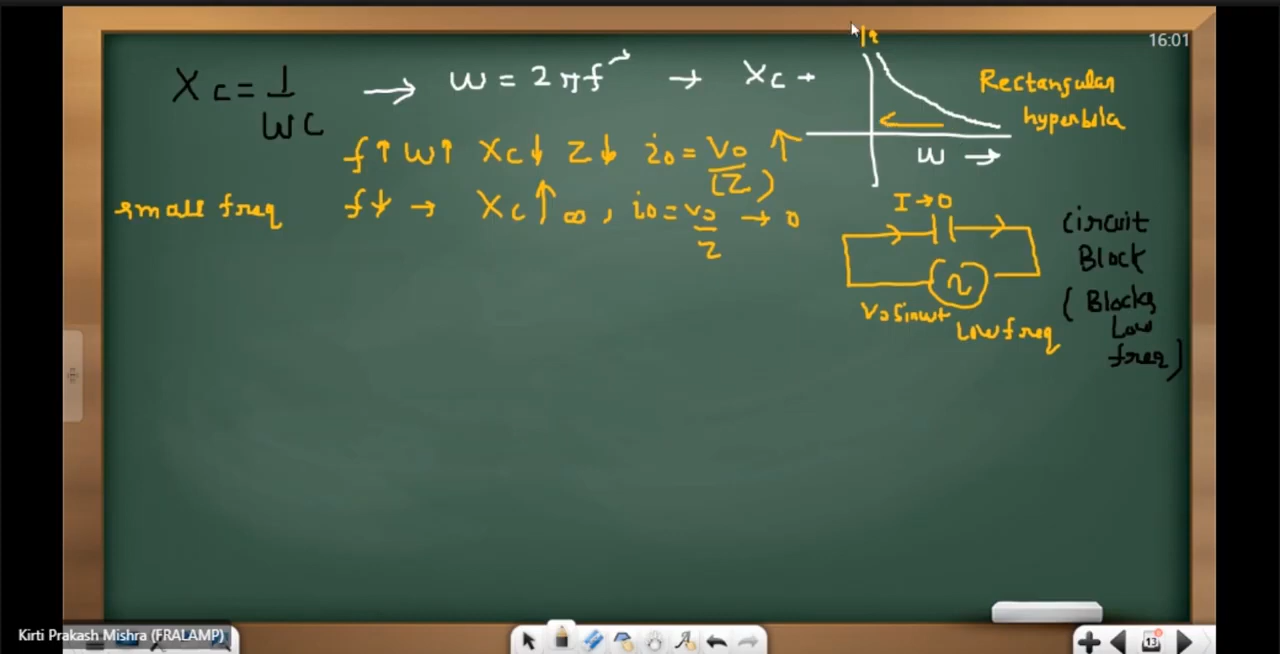 16:01
Xc = 1/WC → W = 2πf → Xc →
Rectangular
hyperbola
W →
f↑ W↑ Xc↓ Z↓ i0 = V0/(Z) ↑
small freq f↓ → Xc↑ ∞, i0 = V0/Z → 0
I→0
Circuit
Block
(Blocks
Low
freq)
V0 Sinwt
Low freq
Kirti Prakash Mishra (FRALAMP)
13